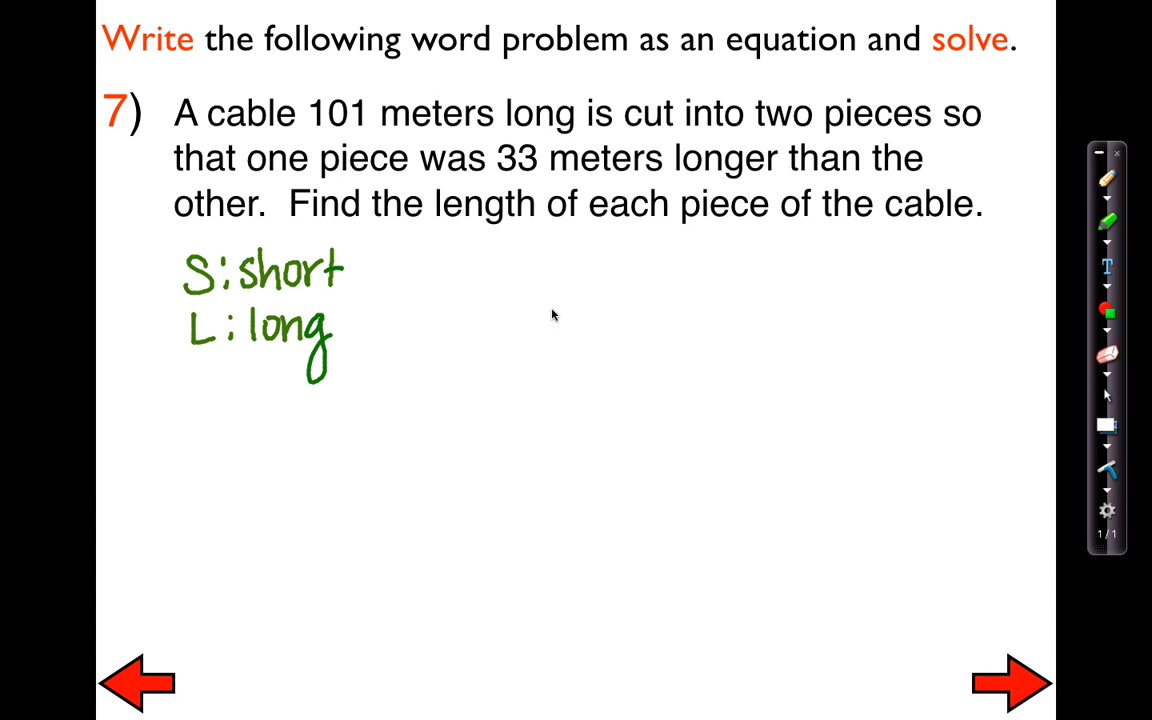 Write the following word problem as an equation and solve.
7) A cable 101 meters long is cut into two pieces so
that one piece was 33 meters longer than the
other. Find the length of each piece of the cable.
S: short
L: long
T
1/1